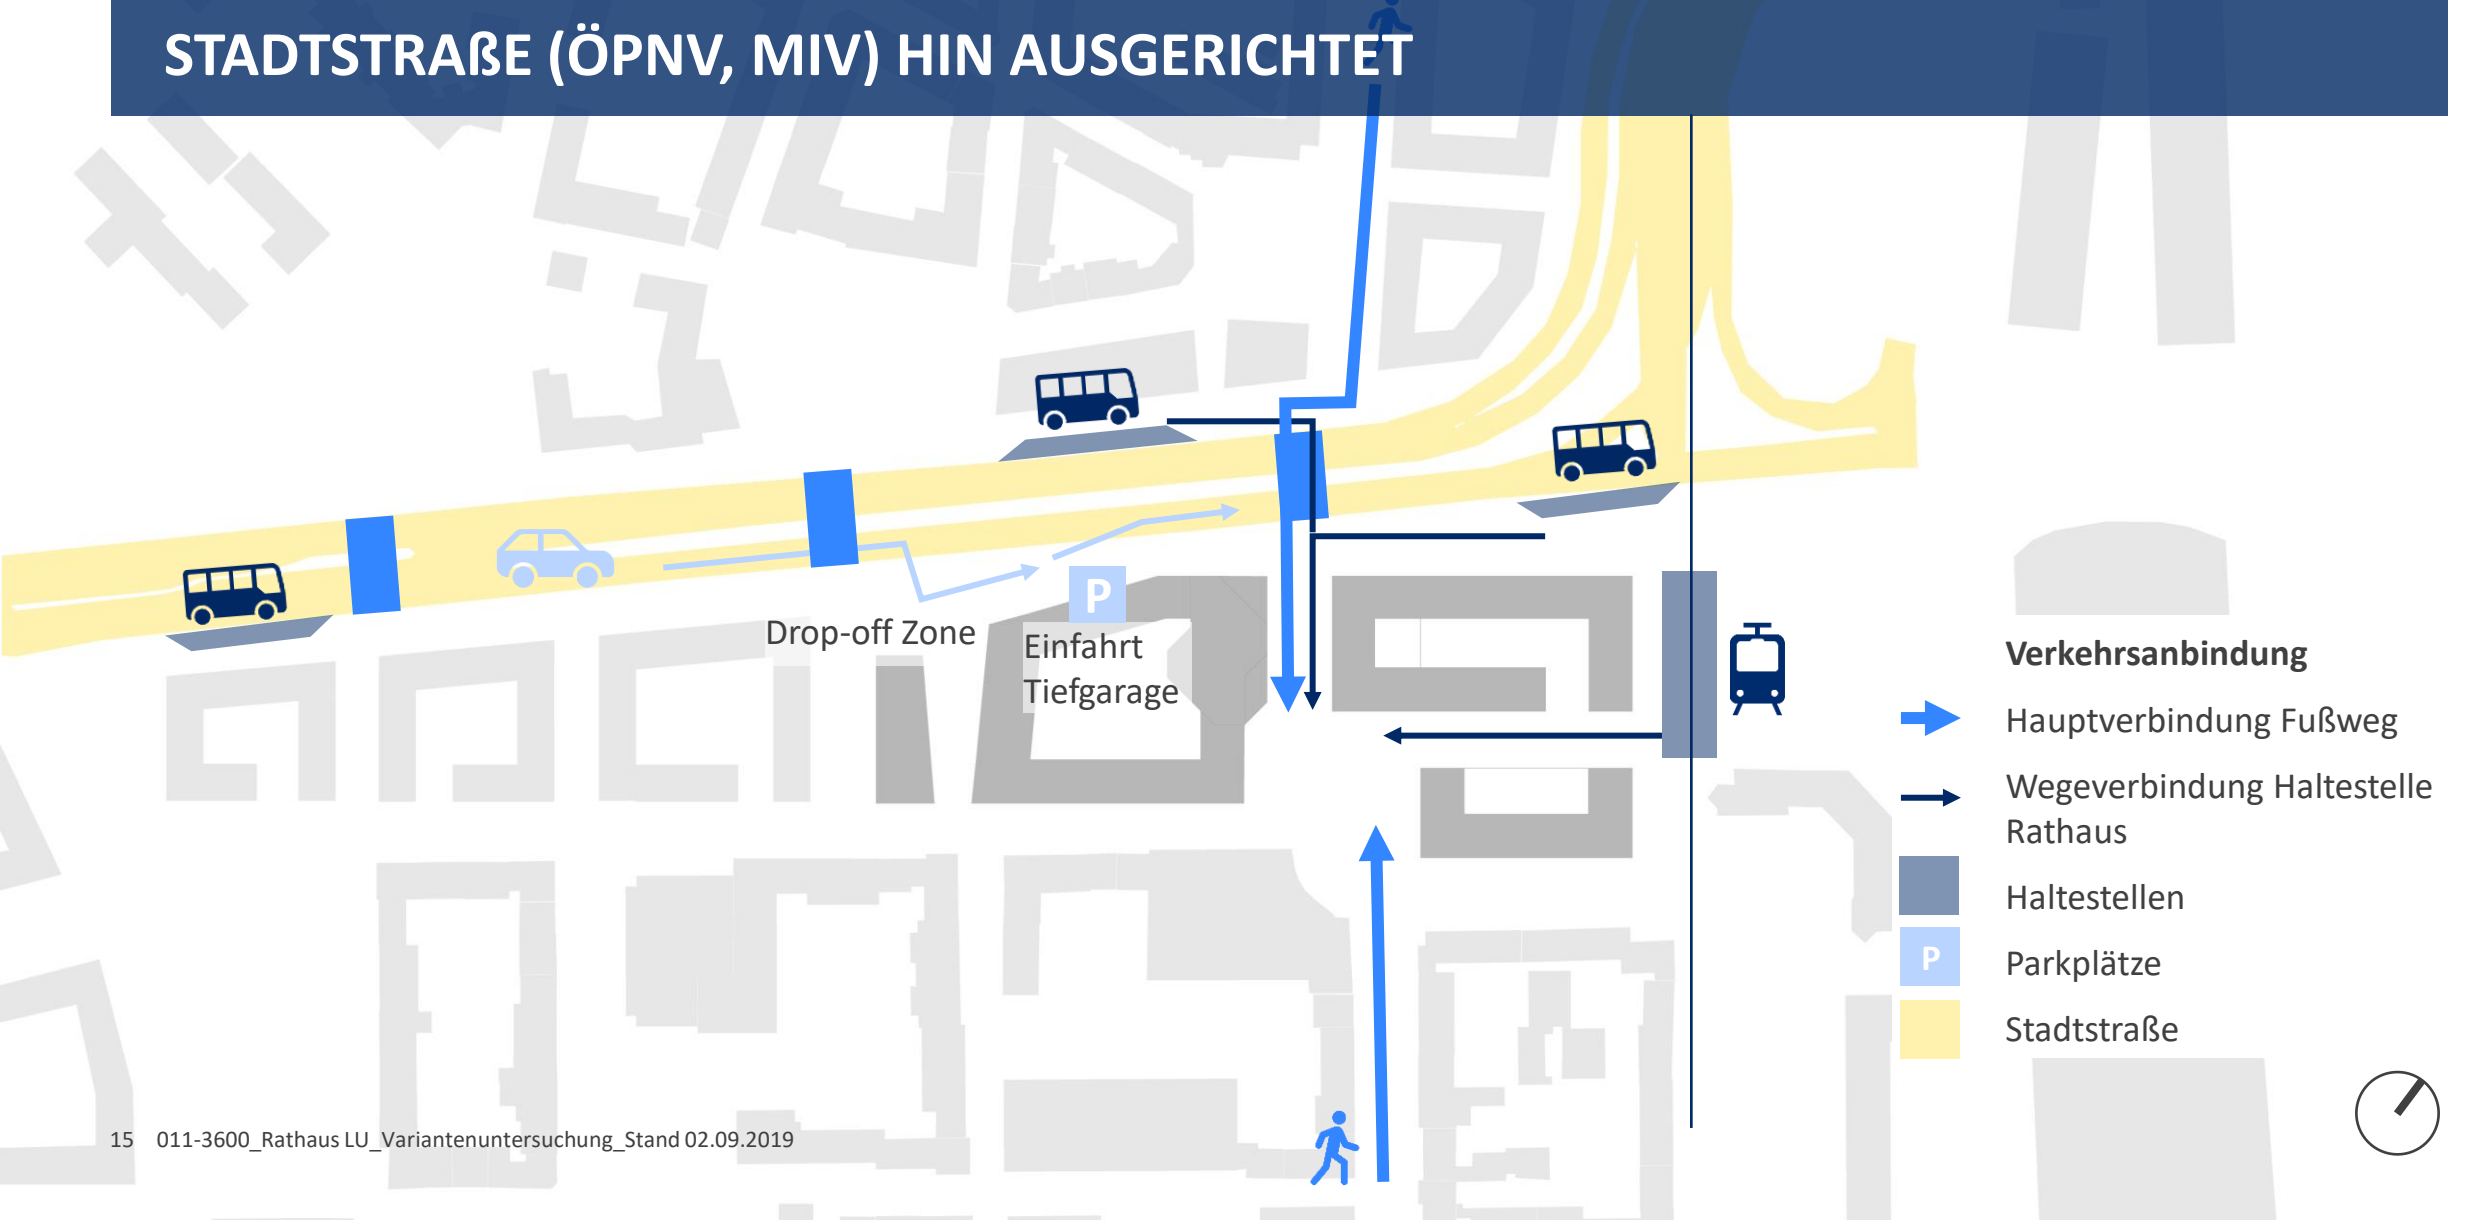 STADTSTRAßE (ÖPNV, MIV) HIN AUSGERICHTET
P
Drop-off Zone
Einfahrt
Tiefgarage
Verkehrsanbindung
Hauptverbindung Fußweg
Wegeverbindung Haltestelle
Rathaus
Haltestellen
P
Parkplätze
Stadtstraße
15 011-3600_Rathaus LU_Variantenuntersuchung_Stand 02.09.2019